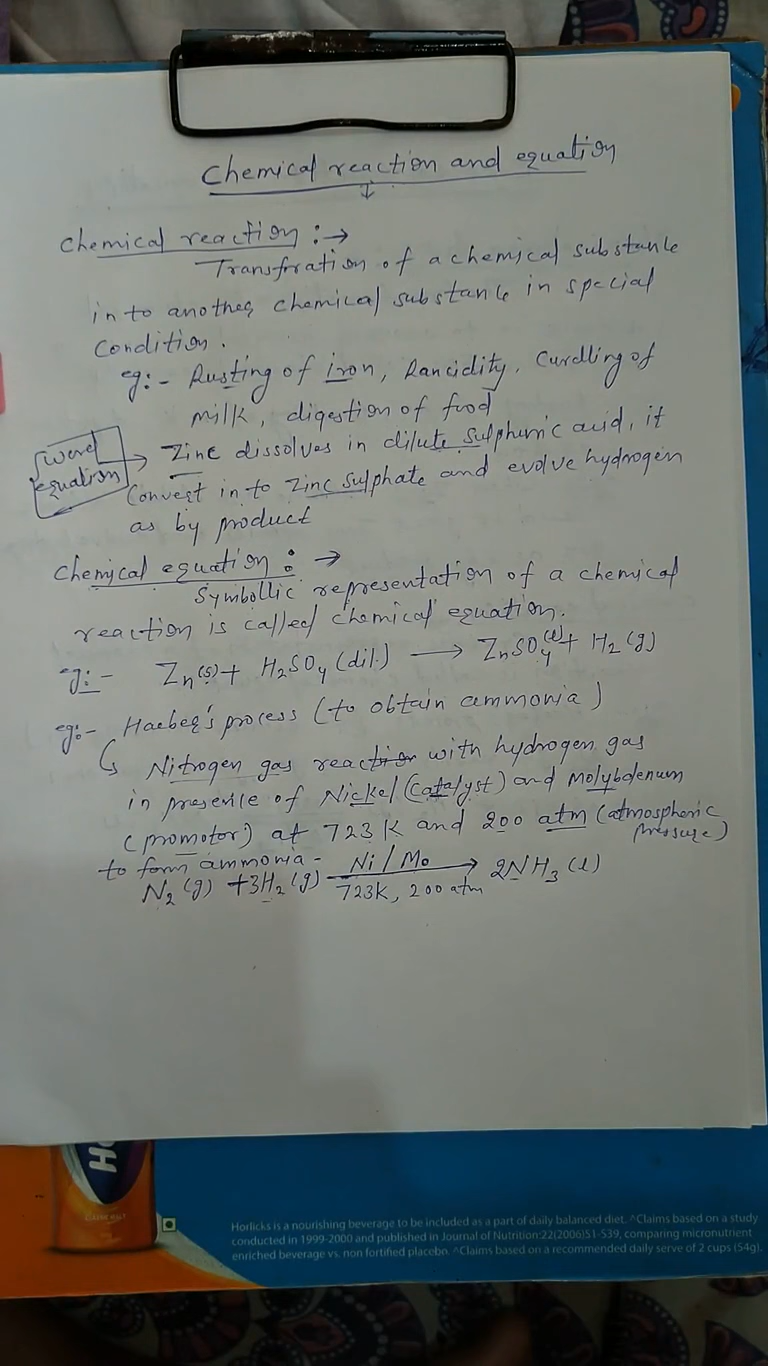 Chemical reaction and equation
↓
Chemical reaction :→
Transfration of a chemical substance
in to another chemical substance in special
Condition.
eg:- Rusting of iron, Rancidity, Curdling of
milk, digestion of food
word equation → Zinc dissolves in dilute sulphuric acid, it
Convert in to Zinc sulphate and evolve hydrogen
as by product
Chemical equation : →
Symbollic representation of a chemical
reaction is called chemical equation.
eg:- Zn(s) + H₂SO₄ (dil.) → ZnSO₄(l) + H₂ (g)
eg:- Haeber's process (to obtain ammonia)
↳ Nitrogen gas reaction with hydrogen gas
in presence of Nickel (catalyst) and Molybdenum
(promotor) at 723 K and 200 atm (atmospheric pressure)
to form ammonia -
N₂ (g) + 3H₂ (g) Ni / Mo → 2NH₃ (l)
723K, 200 atm
Horlicks is a nourishing beverage to be included as a part of daily balanced diet. ^Claims based on a study
conducted in 1999-2000 and published in Journal of Nutrition:22(2006)S1-S39, comparing micronutrient
enriched beverage vs. non fortified placebo. ^Claims based on a recommended daily serve of 2 cups (54g).